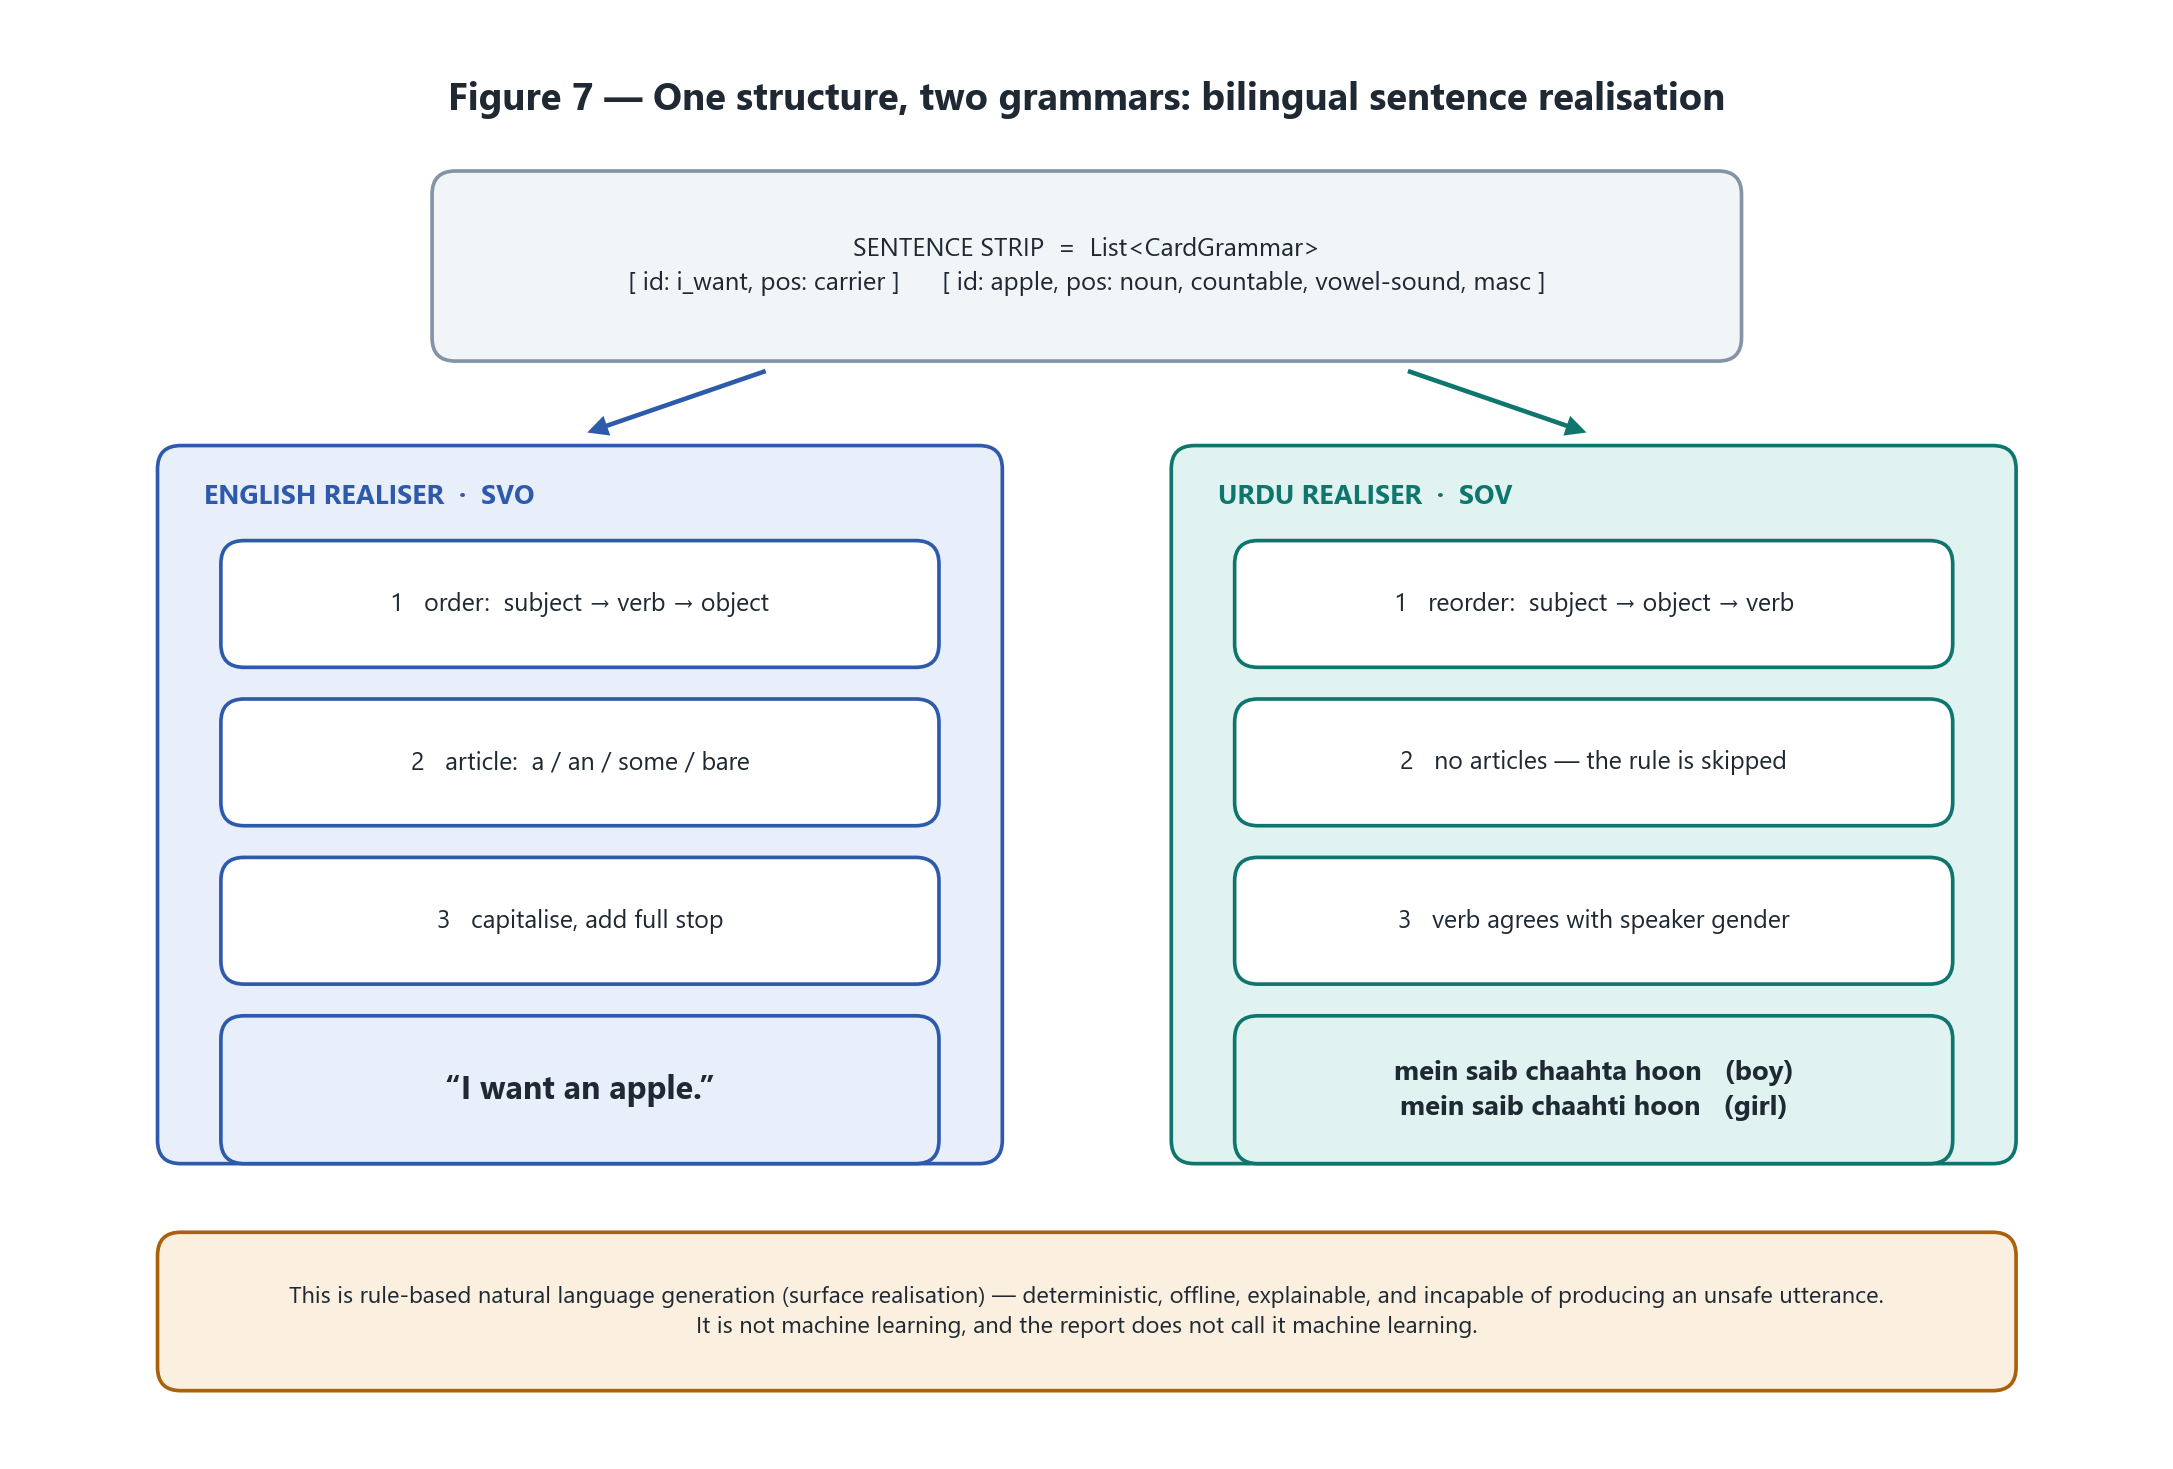 Figure 7 — One structure, two grammars: bilingual sentence realisation
SENTENCE STRIP = List<CardGrammar>
[ id: i_want, pos: carrier ] [ id: apple, pos: noun, countable, vowel-sound, masc ]
ENGLISH REALISER · SVO
1 order: subject → verb → object
2 article: a / an / some / bare
3 capitalise, add full stop
“I want an apple.”
URDU REALISER · SOV
1 reorder: subject → object → verb
2 no articles — the rule is skipped
3 verb agrees with speaker gender
mein saib chaahta hoon (boy)
mein saib chaahti hoon (girl)
This is rule-based natural language generation (surface realisation) — deterministic, offline, explainable, and incapable of producing an unsafe utterance.
It is not machine learning, and the report does not call it machine learning.